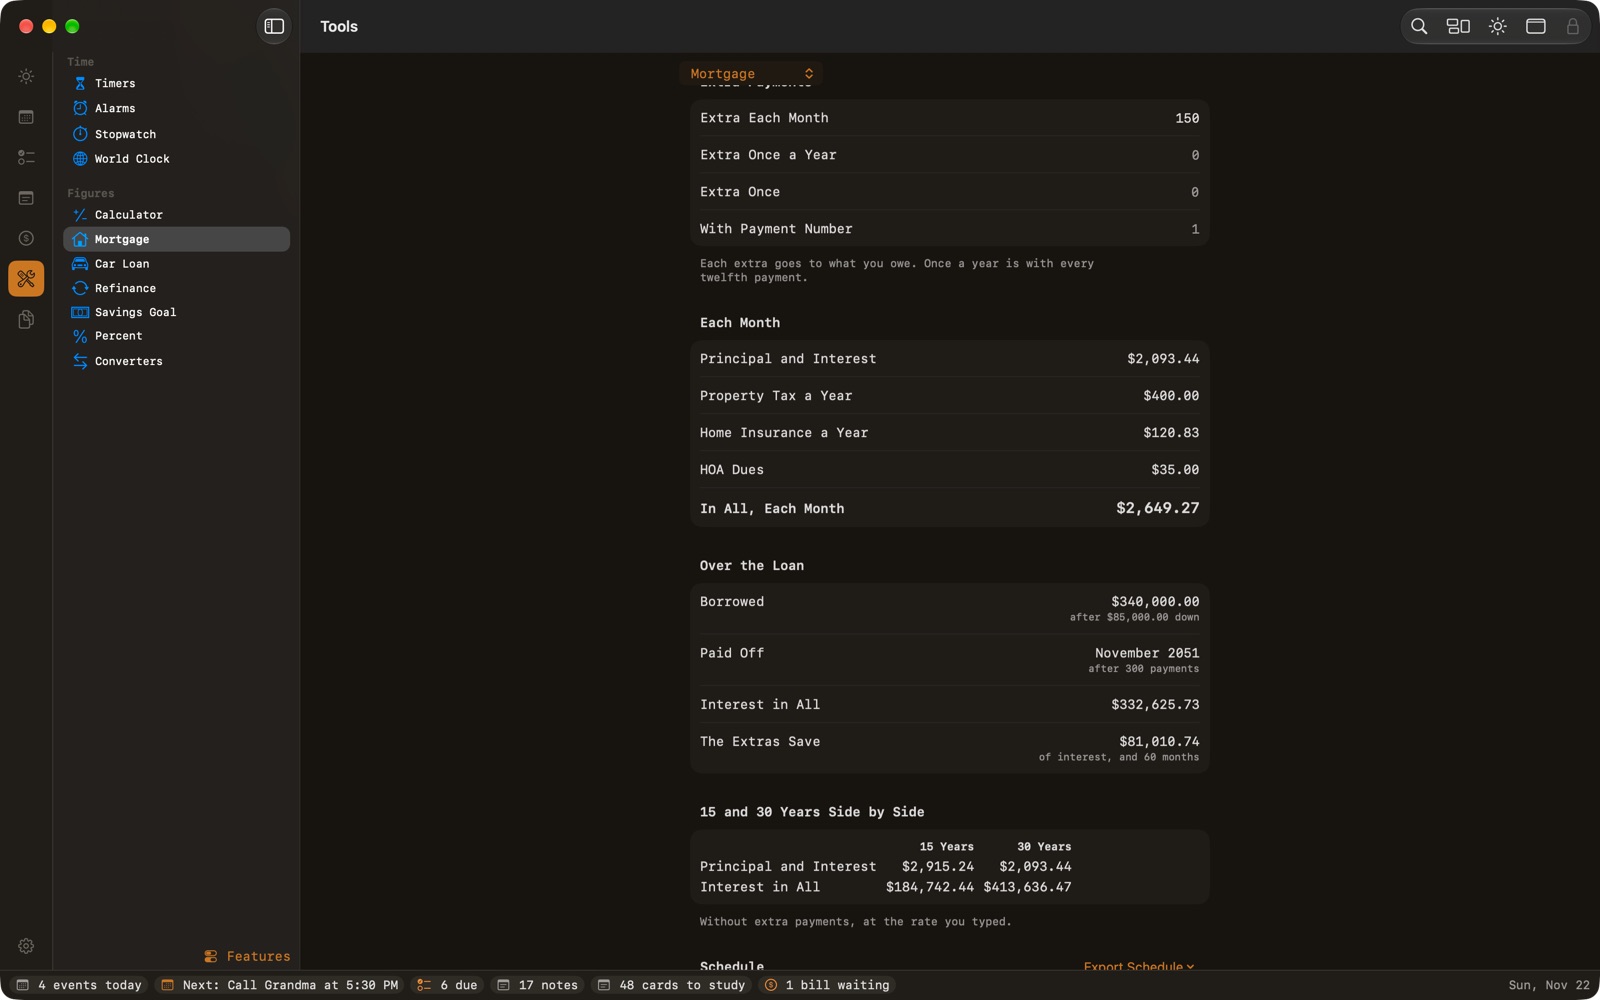 Tools
Time
Timers
Alarms
Stopwatch
World Clock
Figures
Calculator
Mortgage
Car Loan
Refinance
Savings Goal
Percent
Converters
Features
Mortgage
Extra Payments
Extra Each Month 150
Extra Once a Year 0
Extra Once 0
With Payment Number 1
Each extra goes to what you owe. Once a year is with every
twelfth payment.
Each Month
Principal and Interest $2,093.44
Property Tax a Year $400.00
Home Insurance a Year $120.83
HOA Dues $35.00
In All, Each Month $2,649.27
Over the Loan
Borrowed $340,000.00
after $85,000.00 down
Paid Off November 2051
after 300 payments
Interest in All $332,625.73
The Extras Save $81,010.74
of interest, and 60 months
15 and 30 Years Side by Side
15 Years 30 Years
Principal and Interest $2,915.24 $2,093.44
Interest in All $184,742.44 $413,636.47
Without extra payments, at the rate you typed.
Schedule Export Schedule
4 events today Next: Call Grandma at 5:30 PM 6 due 17 notes 48 cards to study 1 bill waiting Sun, Nov 22